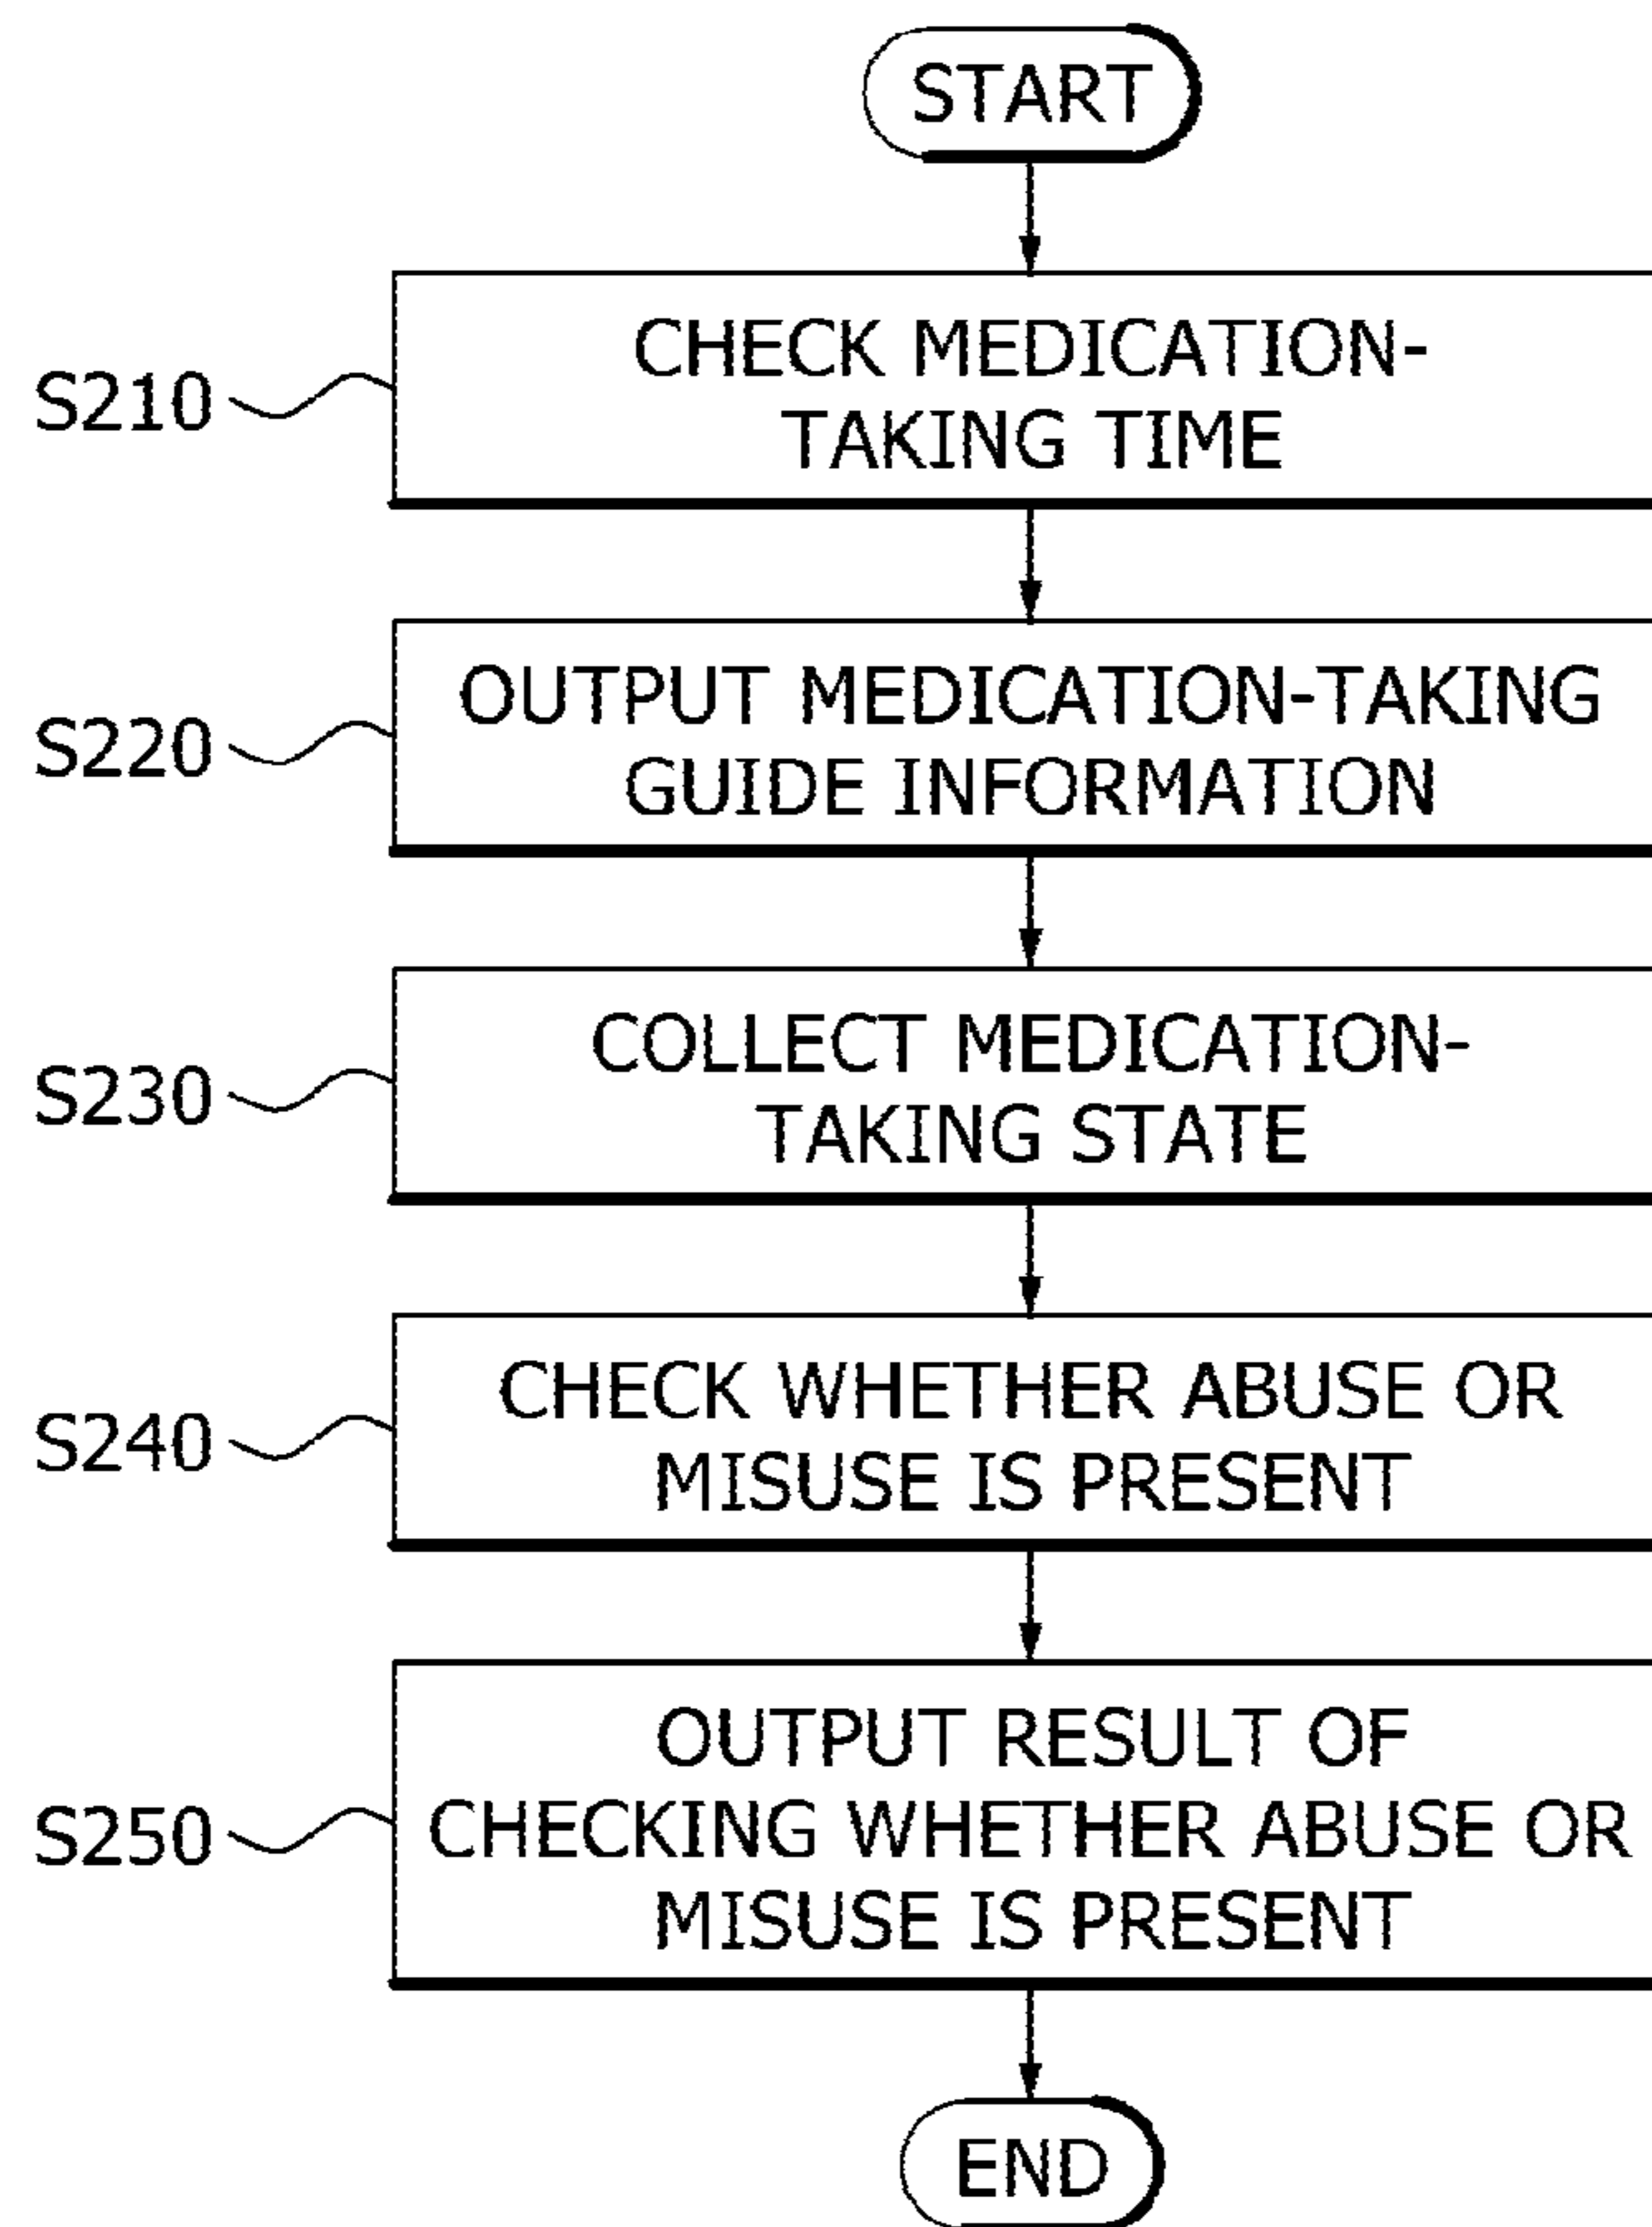 START
S210
CHECK MEDICATION-
TAKING TIME
S220
OUTPUT MEDICATION-TAKING
GUIDE INFORMATION
S230
COLLECT MEDICATION-
TAKING STATE
S240
CHECK WHETHER ABUSE OR
MISUSE IS PRESENT
S250
OUTPUT RESULT OF
CHECKING WHETHER ABUSE OR
MISUSE IS PRESENT
END